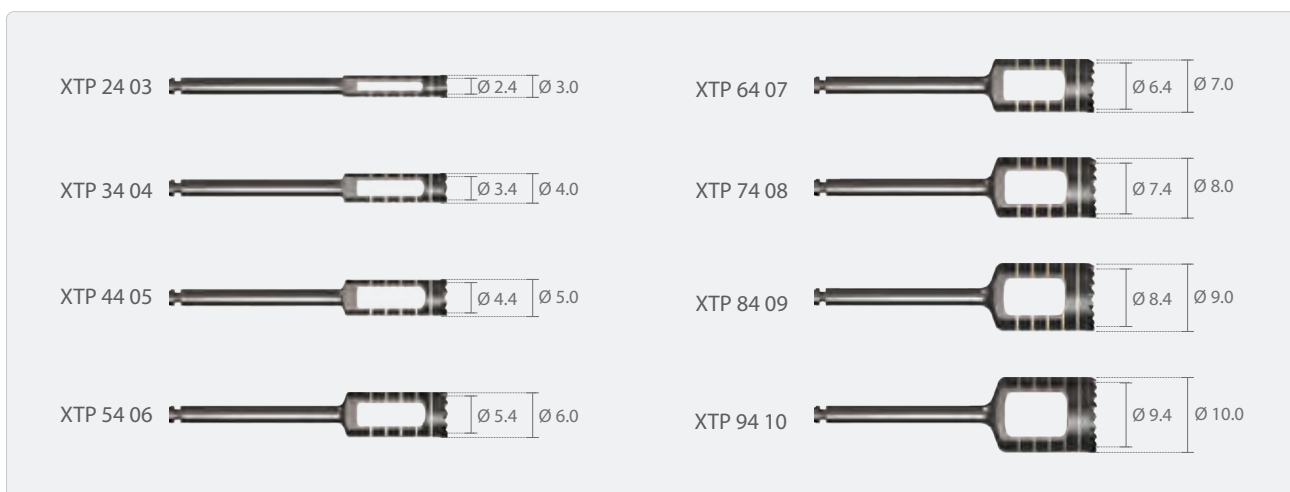 XTP 24 03 Ø 2.4 Ø 3.0
XTP 34 04 Ø 3.4 Ø 4.0
XTP 44 05 Ø 4.4 Ø 5.0
XTP 54 06 Ø 5.4 Ø 6.0
XTP 64 07 Ø 6.4 Ø 7.0
XTP 74 08 Ø 7.4 Ø 8.0
XTP 84 09 Ø 8.4 Ø 9.0
XTP 94 10 Ø 9.4 Ø 10.0